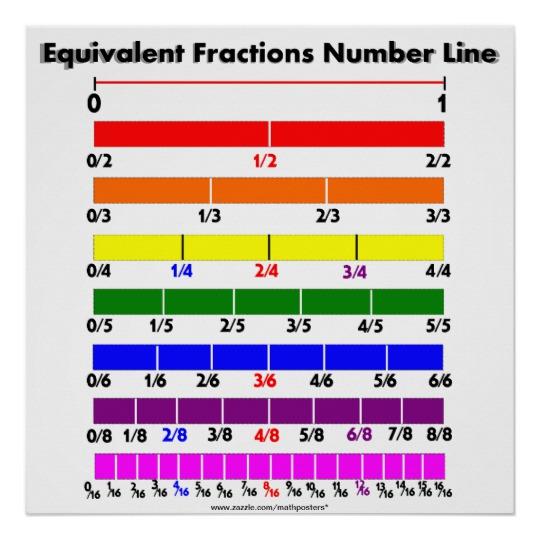 Equivalent Fractions Number Line
0 1
0/2 1/2 2/2
0/3 1/3 2/3 3/3
0/4 1/4 2/4 3/4 4/4
0/5 1/5 2/5 3/5 4/5 5/5
0/6 1/6 2/6 3/6 4/6 5/6 6/6
0/8 1/8 2/8 3/8 4/8 5/8 6/8 7/8 8/8
0/16 1/16 2/16 3/16 4/16 5/16 6/16 7/16 8/16 9/16 10/16 11/16 12/16 13/16 14/16 15/16 16/16
www.zazzle.com/mathposters*